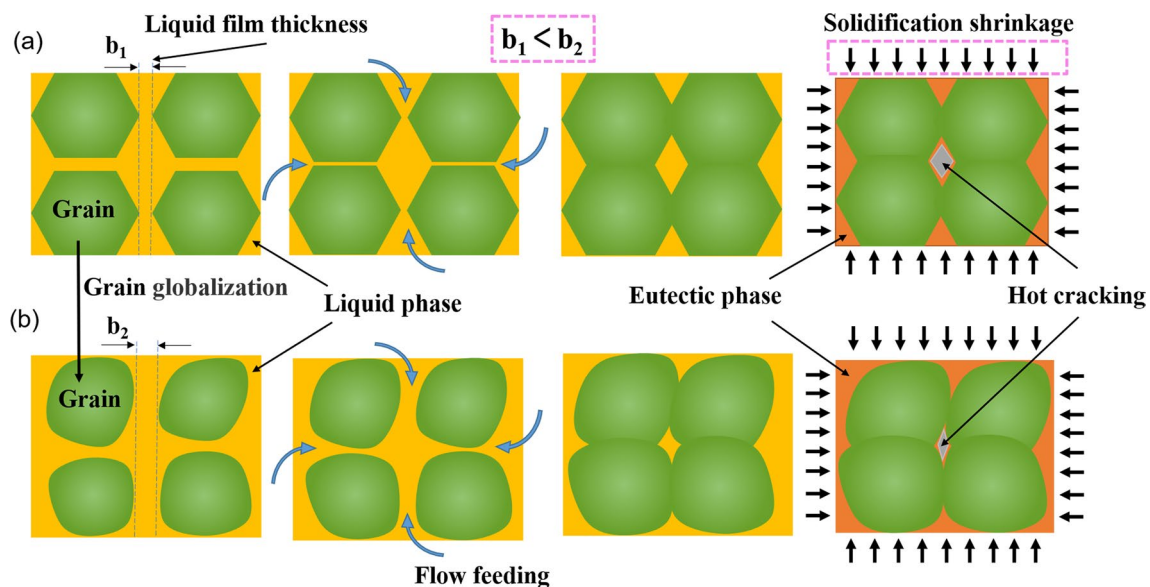 (a)
Liquid film thickness
b₁
b₁ < b₂
Solidification shrinkage
Grain
Grain globalization
Liquid phase
Eutectic phase
Hot cracking
(b)
b₂
Grain
Flow feeding